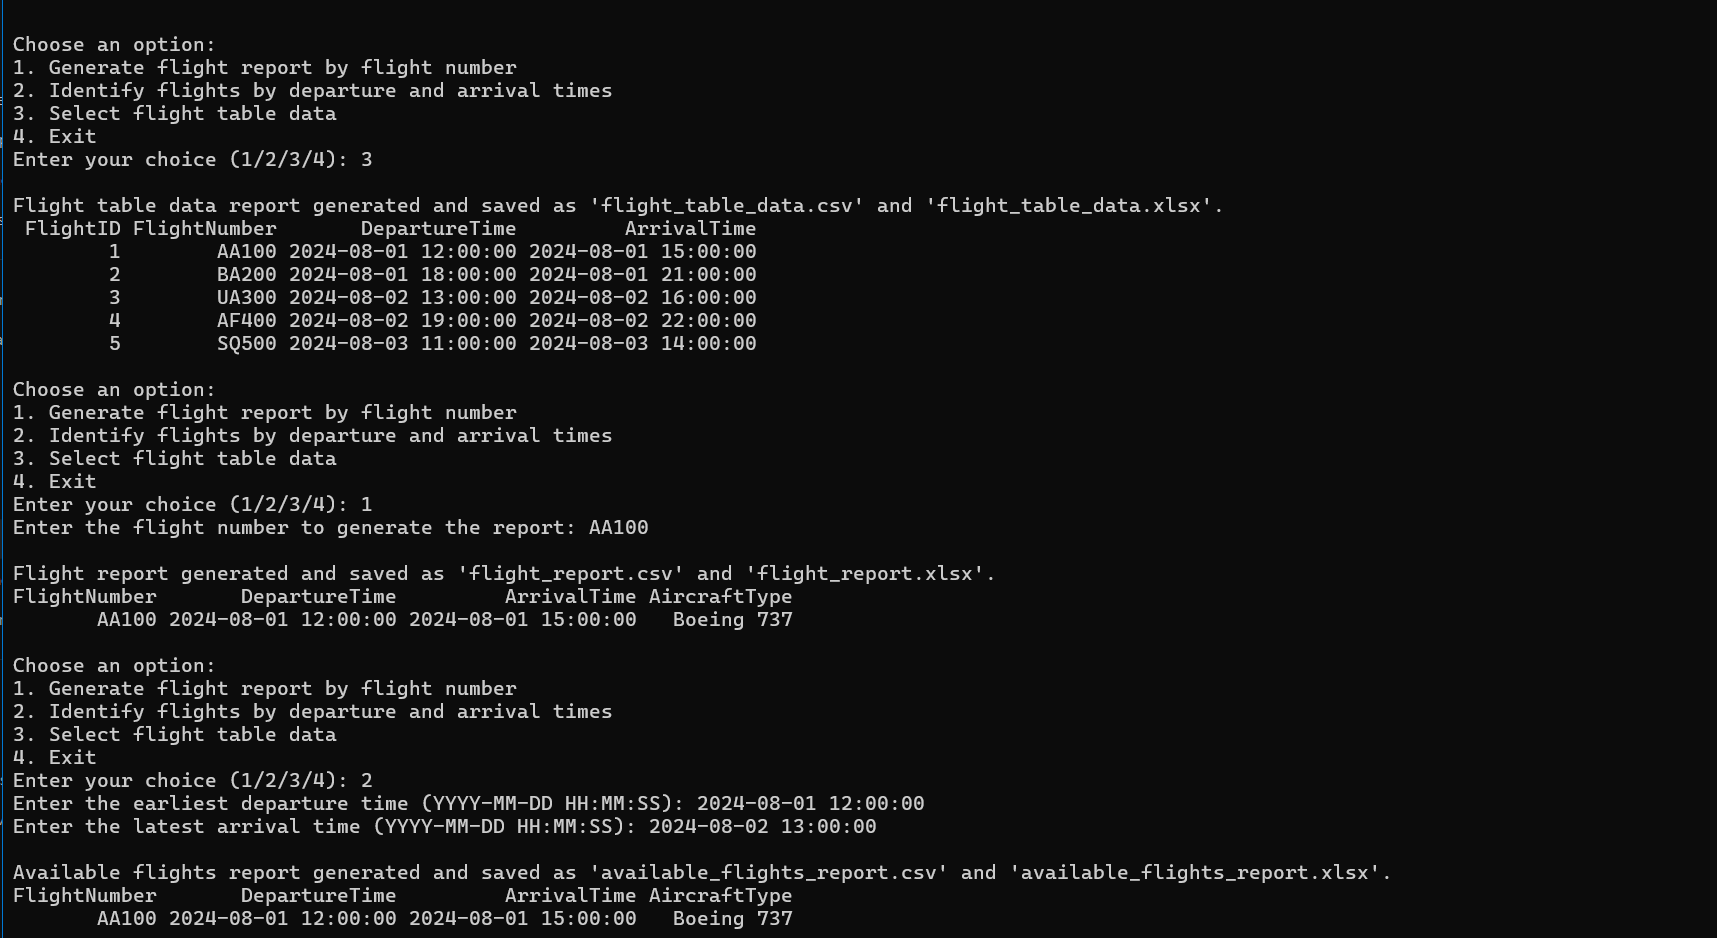 Choose an option:
1. Generate flight report by flight number
2. Identify flights by departure and arrival times
3. Select flight table data
4. Exit
Enter your choice (1/2/3/4): 3
Flight table data report generated and saved as 'flight_table_data.csv' and 'flight_table_data.xlsx'.
FlightID FlightNumber DepartureTime ArrivalTime
1 AA100 2024-08-01 12:00:00 2024-08-01 15:00:00
2 BA200 2024-08-01 18:00:00 2024-08-01 21:00:00
3 UA300 2024-08-02 13:00:00 2024-08-02 16:00:00
4 AF400 2024-08-02 19:00:00 2024-08-02 22:00:00
5 SQ500 2024-08-03 11:00:00 2024-08-03 14:00:00
Choose an option:
1. Generate flight report by flight number
2. Identify flights by departure and arrival times
3. Select flight table data
4. Exit
Enter your choice (1/2/3/4): 1
Enter the flight number to generate the report: AA100
Flight report generated and saved as 'flight_report.csv' and 'flight_report.xlsx'.
FlightNumber DepartureTime ArrivalTime AircraftType
AA100 2024-08-01 12:00:00 2024-08-01 15:00:00 Boeing 737
Choose an option:
1. Generate flight report by flight number
2. Identify flights by departure and arrival times
3. Select flight table data
4. Exit
Enter your choice (1/2/3/4): 2
Enter the earliest departure time (YYYY-MM-DD HH:MM:SS): 2024-08-01 12:00:00
Enter the latest arrival time (YYYY-MM-DD HH:MM:SS): 2024-08-02 13:00:00
Available flights report generated and saved as 'available_flights_report.csv' and 'available_flights_report.xlsx'.
FlightNumber DepartureTime ArrivalTime AircraftType
AA100 2024-08-01 12:00:00 2024-08-01 15:00:00 Boeing 737